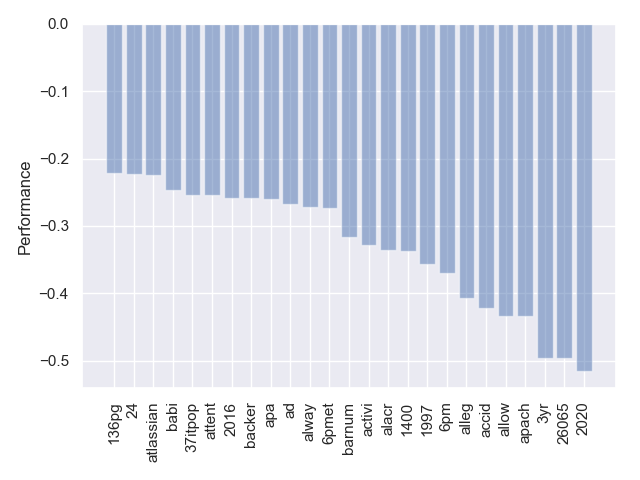 0.0
−0.1
−0.2
−0.3
−0.4
−0.5
Performance
136pg
24
atlassian
babi
37itpop
attent
2016
backer
apa
ad
alway
6pmet
barnum
activi
alacr
1400
1997
6pm
alleg
accid
allow
apach
3yr
26065
2020